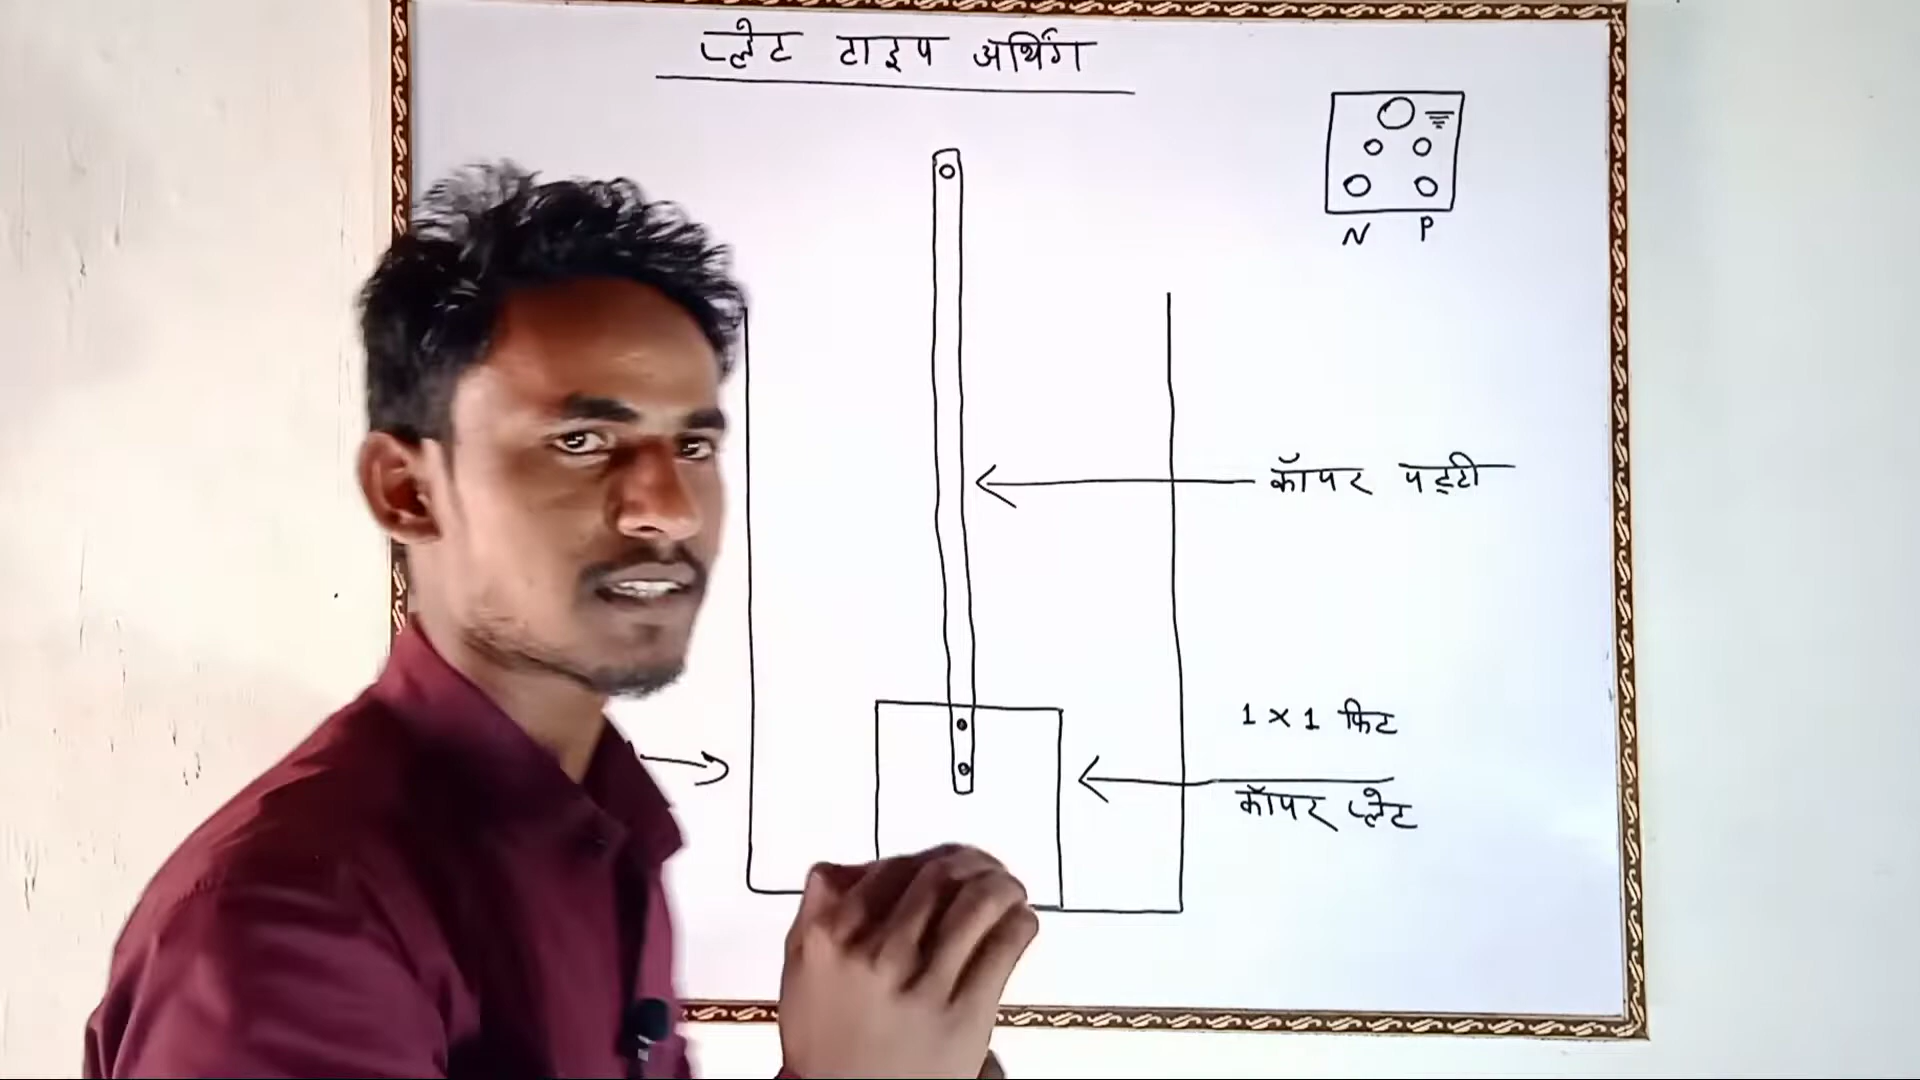 प्लेट टाइप अर्थिंग
N P
कॉपर पट्टी
1 x 1 फिट
कॉपर प्लेट